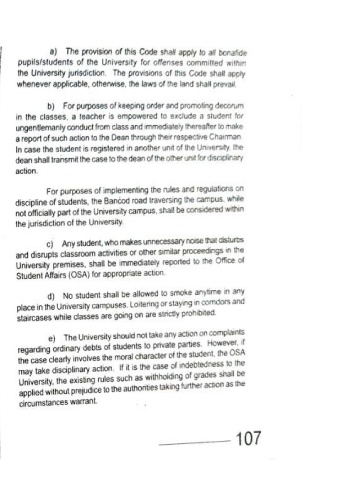 a) The provision of this Code shall apply to all bonafide
pupils/students of the University for offenses committed within
the University jurisdiction. The provisions of this Code shall apply
whenever applicable, otherwise, the laws of the land shall prevail.
b) For purposes of keeping order and promoting decorum
in the classes, a teacher is empowered to exclude a student for
ungentlemanly conduct from class and immediately thereafter to make
a report of such action to the Dean through their respective Chairman.
In case the student is registered in another unit of the University, the
dean shall transmit the case to the dean of the other unit for disciplinary
action.
For purposes of implementing the rules and regulations on
discipline of students, the Bancod road traversing the campus, while
not officially part of the University campus, shall be considered within
the jurisdiction of the University.
c) Any student, who makes unnecessary noise that disturbs
and disrupts classroom activities or other similar proceedings in the
University premises, shall be immediately reported to the Office of
Student Affairs (OSA) for appropriate action.
d) No student shall be allowed to smoke anytime in any
place in the University campuses. Loitering or staying in corridors and
staircases while classes are going on are strictly prohibited.
e) The University should not take any action on complaints
regarding ordinary debts of students to private parties. However, if
the case clearly involves the moral character of the student, the OSA
may take disciplinary action. If it is the case of indebtedness to the
University, the existing rules such as withholding of grades shall be
applied without prejudice to the authorities taking further action as the
circumstances warrant.
107